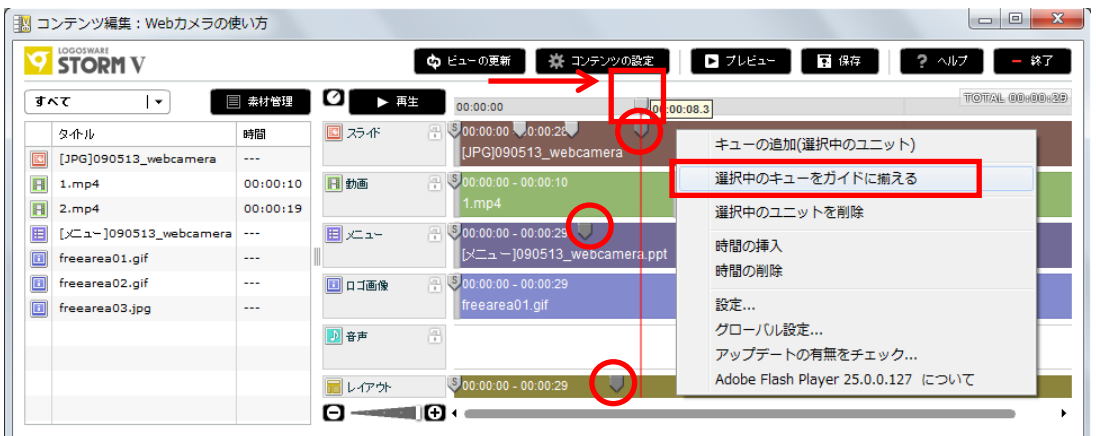 コンテンツ編集：Webカメラの使い方
LOGOSWARE
STORM V
ビューの更新
コンテンツの設定
プレビュー
保存
? ヘルプ
終了
すべて
素材管理
再生
00:00:00
00:00:08.3
TOTAL 00:00:29
タイトル 時間
[JPG]090513_webcamera ---
1.mp4 00:00:10
2.mp4 00:00:19
[メニュー]090513_webcamera ---
freearea01.gif ---
freearea02.gif ---
freearea03.jpg ---
スライド
S 00:00:00 0:00:28
[JPG]090513_webcamera
動画
S 00:00:00 - 00:00:10
1.mp4
メニュー
S 00:00:00 - 00:00:29
[メニュー]090513_webcamera.ppt
ロゴ画像
S 00:00:00 - 00:00:29
freearea01.gif
音声
レイアウト
S 00:00:00 - 00:00:29
キューの追加(選択中のユニット)
選択中のキューをガイドに揃える
選択中のユニットを削除
時間の挿入
時間の削除
設定...
グローバル設定...
アップデートの有無をチェック...
Adobe Flash Player 25.0.0.127 について